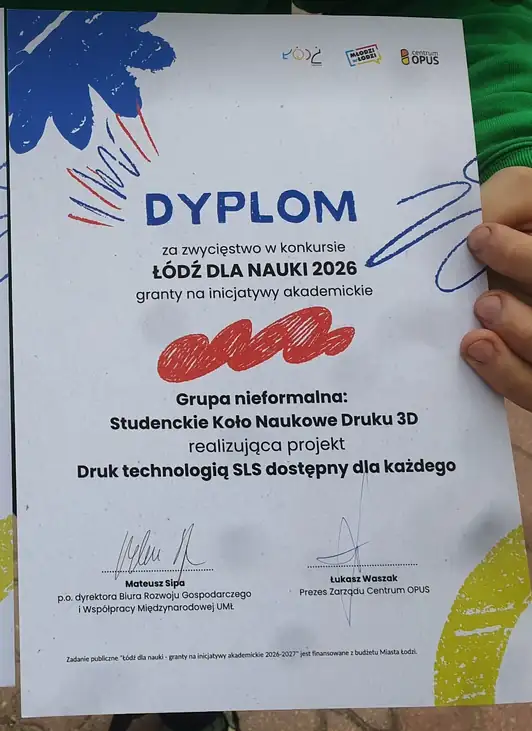 ŁÓDŹ
MŁODZI W ŁODZI
centrum
OPUS
DYPLOM
za zwycięstwo w konkursie
ŁÓDŹ DLA NAUKI 2026
granty na inicjatywy akademickie
Grupa nieformalna:
Studenckie Koło Naukowe Druku 3D
realizująca projekt
Druk technologią SLS dostępny dla każdego
Mateusz Sipa
p.o. dyrektora Biura Rozwoju Gospodarczego
i Współpracy Międzynarodowej UMŁ
Łukasz Waszak
Prezes Zarządu Centrum OPUS
Zadanie publiczne "Łódź dla nauki - granty na inicjatywy akademickie 2026-2027" jest finansowane z budżetu Miasta Łodzi.